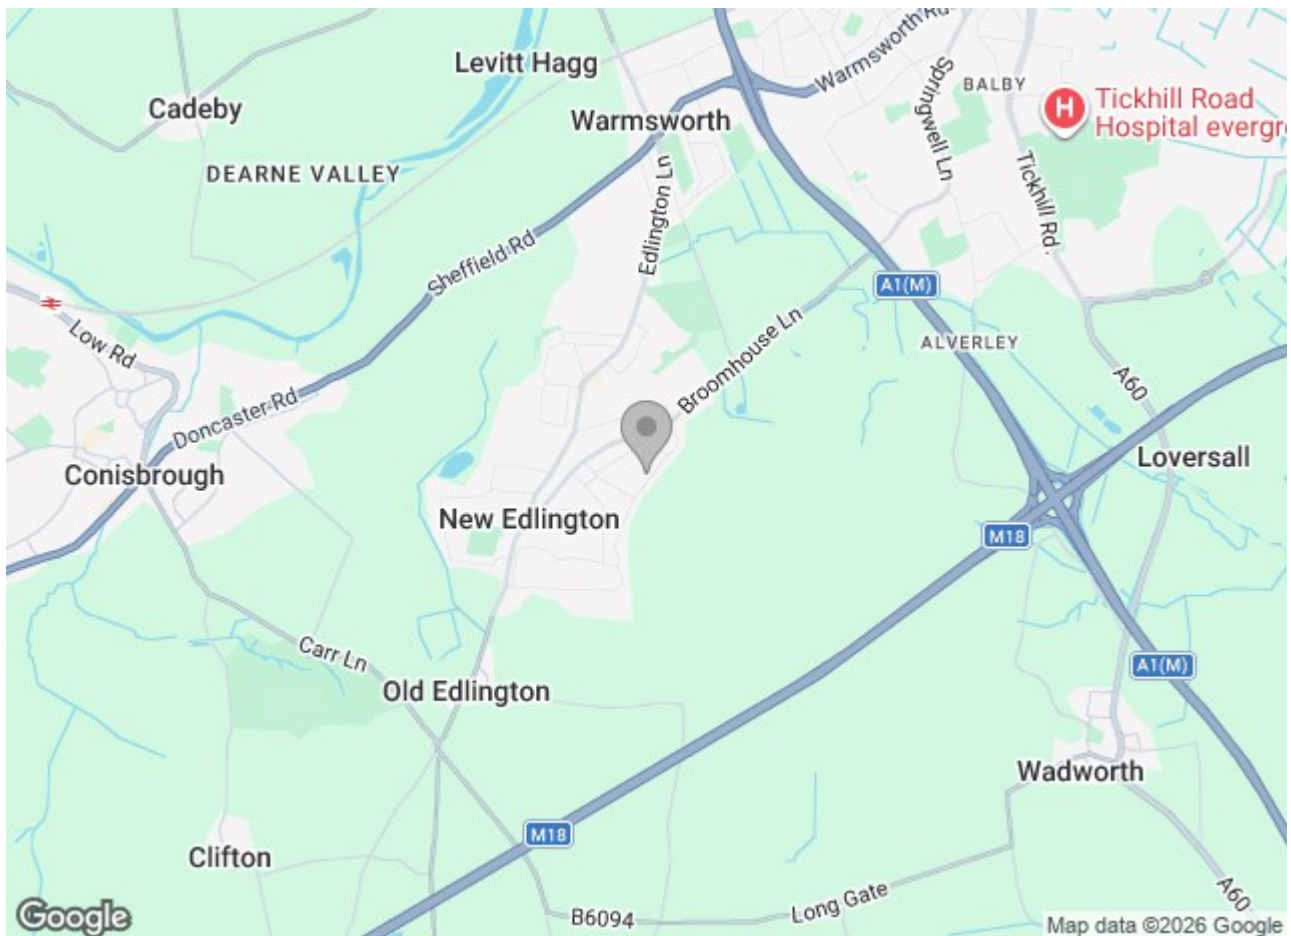 Levitt Hagg
Warmsworth Rd
Springwell Ln
BALBY
Tickhill Road
Hospital evergre
Cadeby
Warmsworth
DEARNE VALLEY
Edlington Ln
Tickhill Rd.
Sheffield Rd
A1(M)
Low Rd
Broomhouse Ln
ALVERLEY
A60
Doncaster Rd
Conisbrough
Loversall
New Edlington
M18
Carr Ln
A1(M)
Old Edlington
Wadworth
M18
Clifton
A60
Long Gate
B6094
Google
Map data ©2026 Google
H